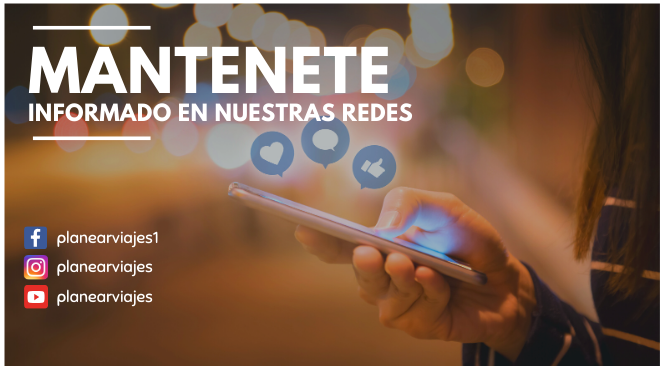 MANTENETE
INFORMADO EN NUESTRAS REDES
planearviajes1
planearviajes
planearviajes